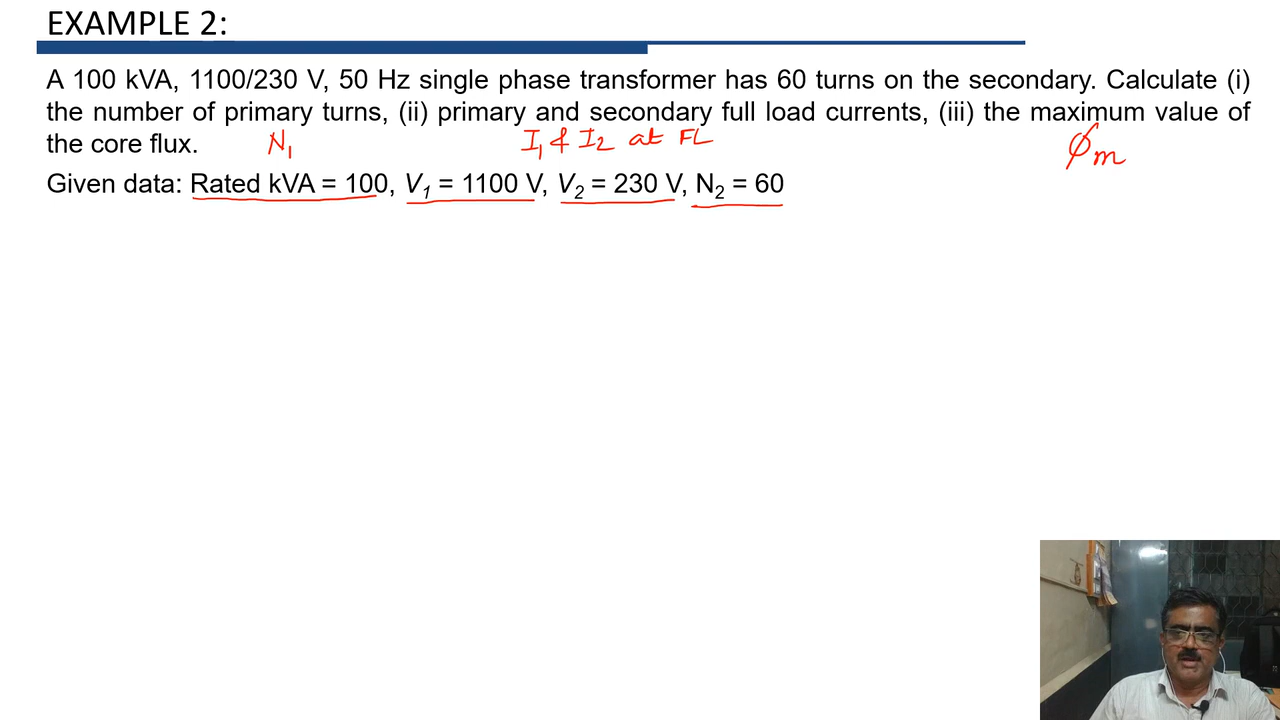 EXAMPLE 2:
A 100 kVA, 1100/230 V, 50 Hz single phase transformer has 60 turns on the secondary. Calculate (i)
the number of primary turns, (ii) primary and secondary full load currents, (iii) the maximum value of
the core flux.
N₁ I₁ & I₂ at FL ϕm
Given data: Rated kVA = 100, V₁ = 1100 V, V₂ = 230 V, N₂ = 60